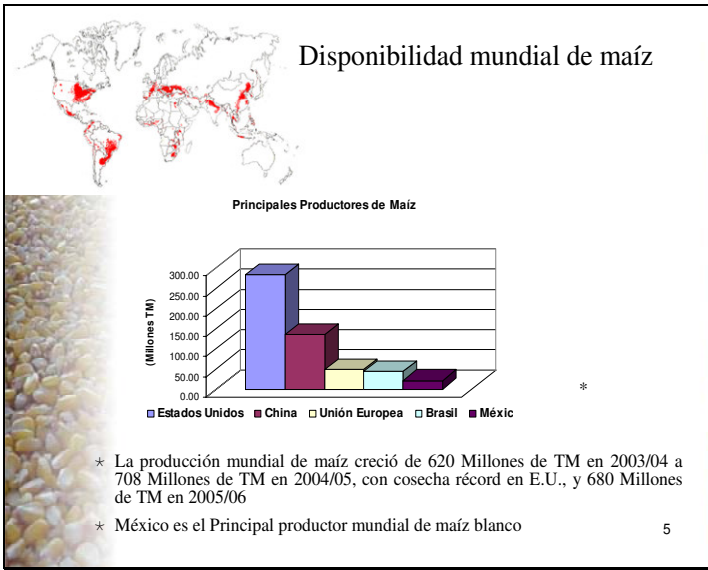 Disponibilidad mundial de maíz
Principales Productores de Maíz
(Millones TM)
300.00
250.00
200.00
150.00
100.00
50.00
0.00
Estados Unidos China Unión Europea Brasil Méxic
*
* La producción mundial de maíz creció de 620 Millones de TM en 2003/04 a
708 Millones de TM en 2004/05, con cosecha récord en E.U., y 680 Millones
de TM en 2005/06
* México es el Principal productor mundial de maíz blanco
5